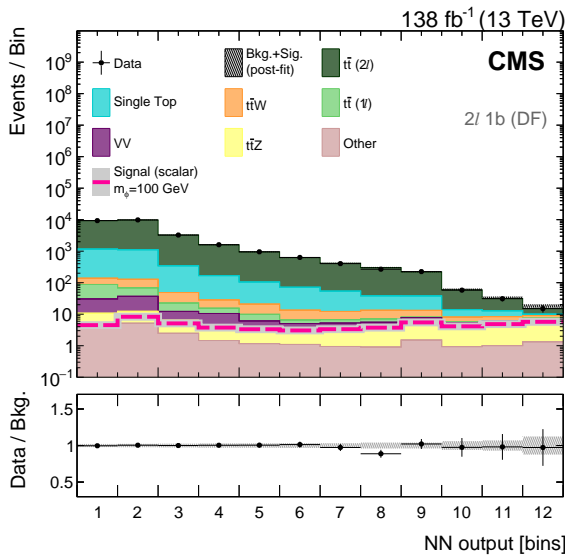 138 fb⁻¹ (13 TeV)
Events / Bin
10⁹
10⁸
10⁷
10⁶
10⁵
10⁴
10³
10²
10
1
10⁻¹
CMS
2l 1b (DF)
Data
Bkg.+Sig. (post-fit)
tt̄ (2l)
Single Top
tt̄W
tt̄ (1l)
VV
tt̄Z
Other
Signal (scalar)
m_ϕ=100 GeV
Data / Bkg.
1.5
1
0.5
1 2 3 4 5 6 7 8 9 10 11 12
NN output [bins]